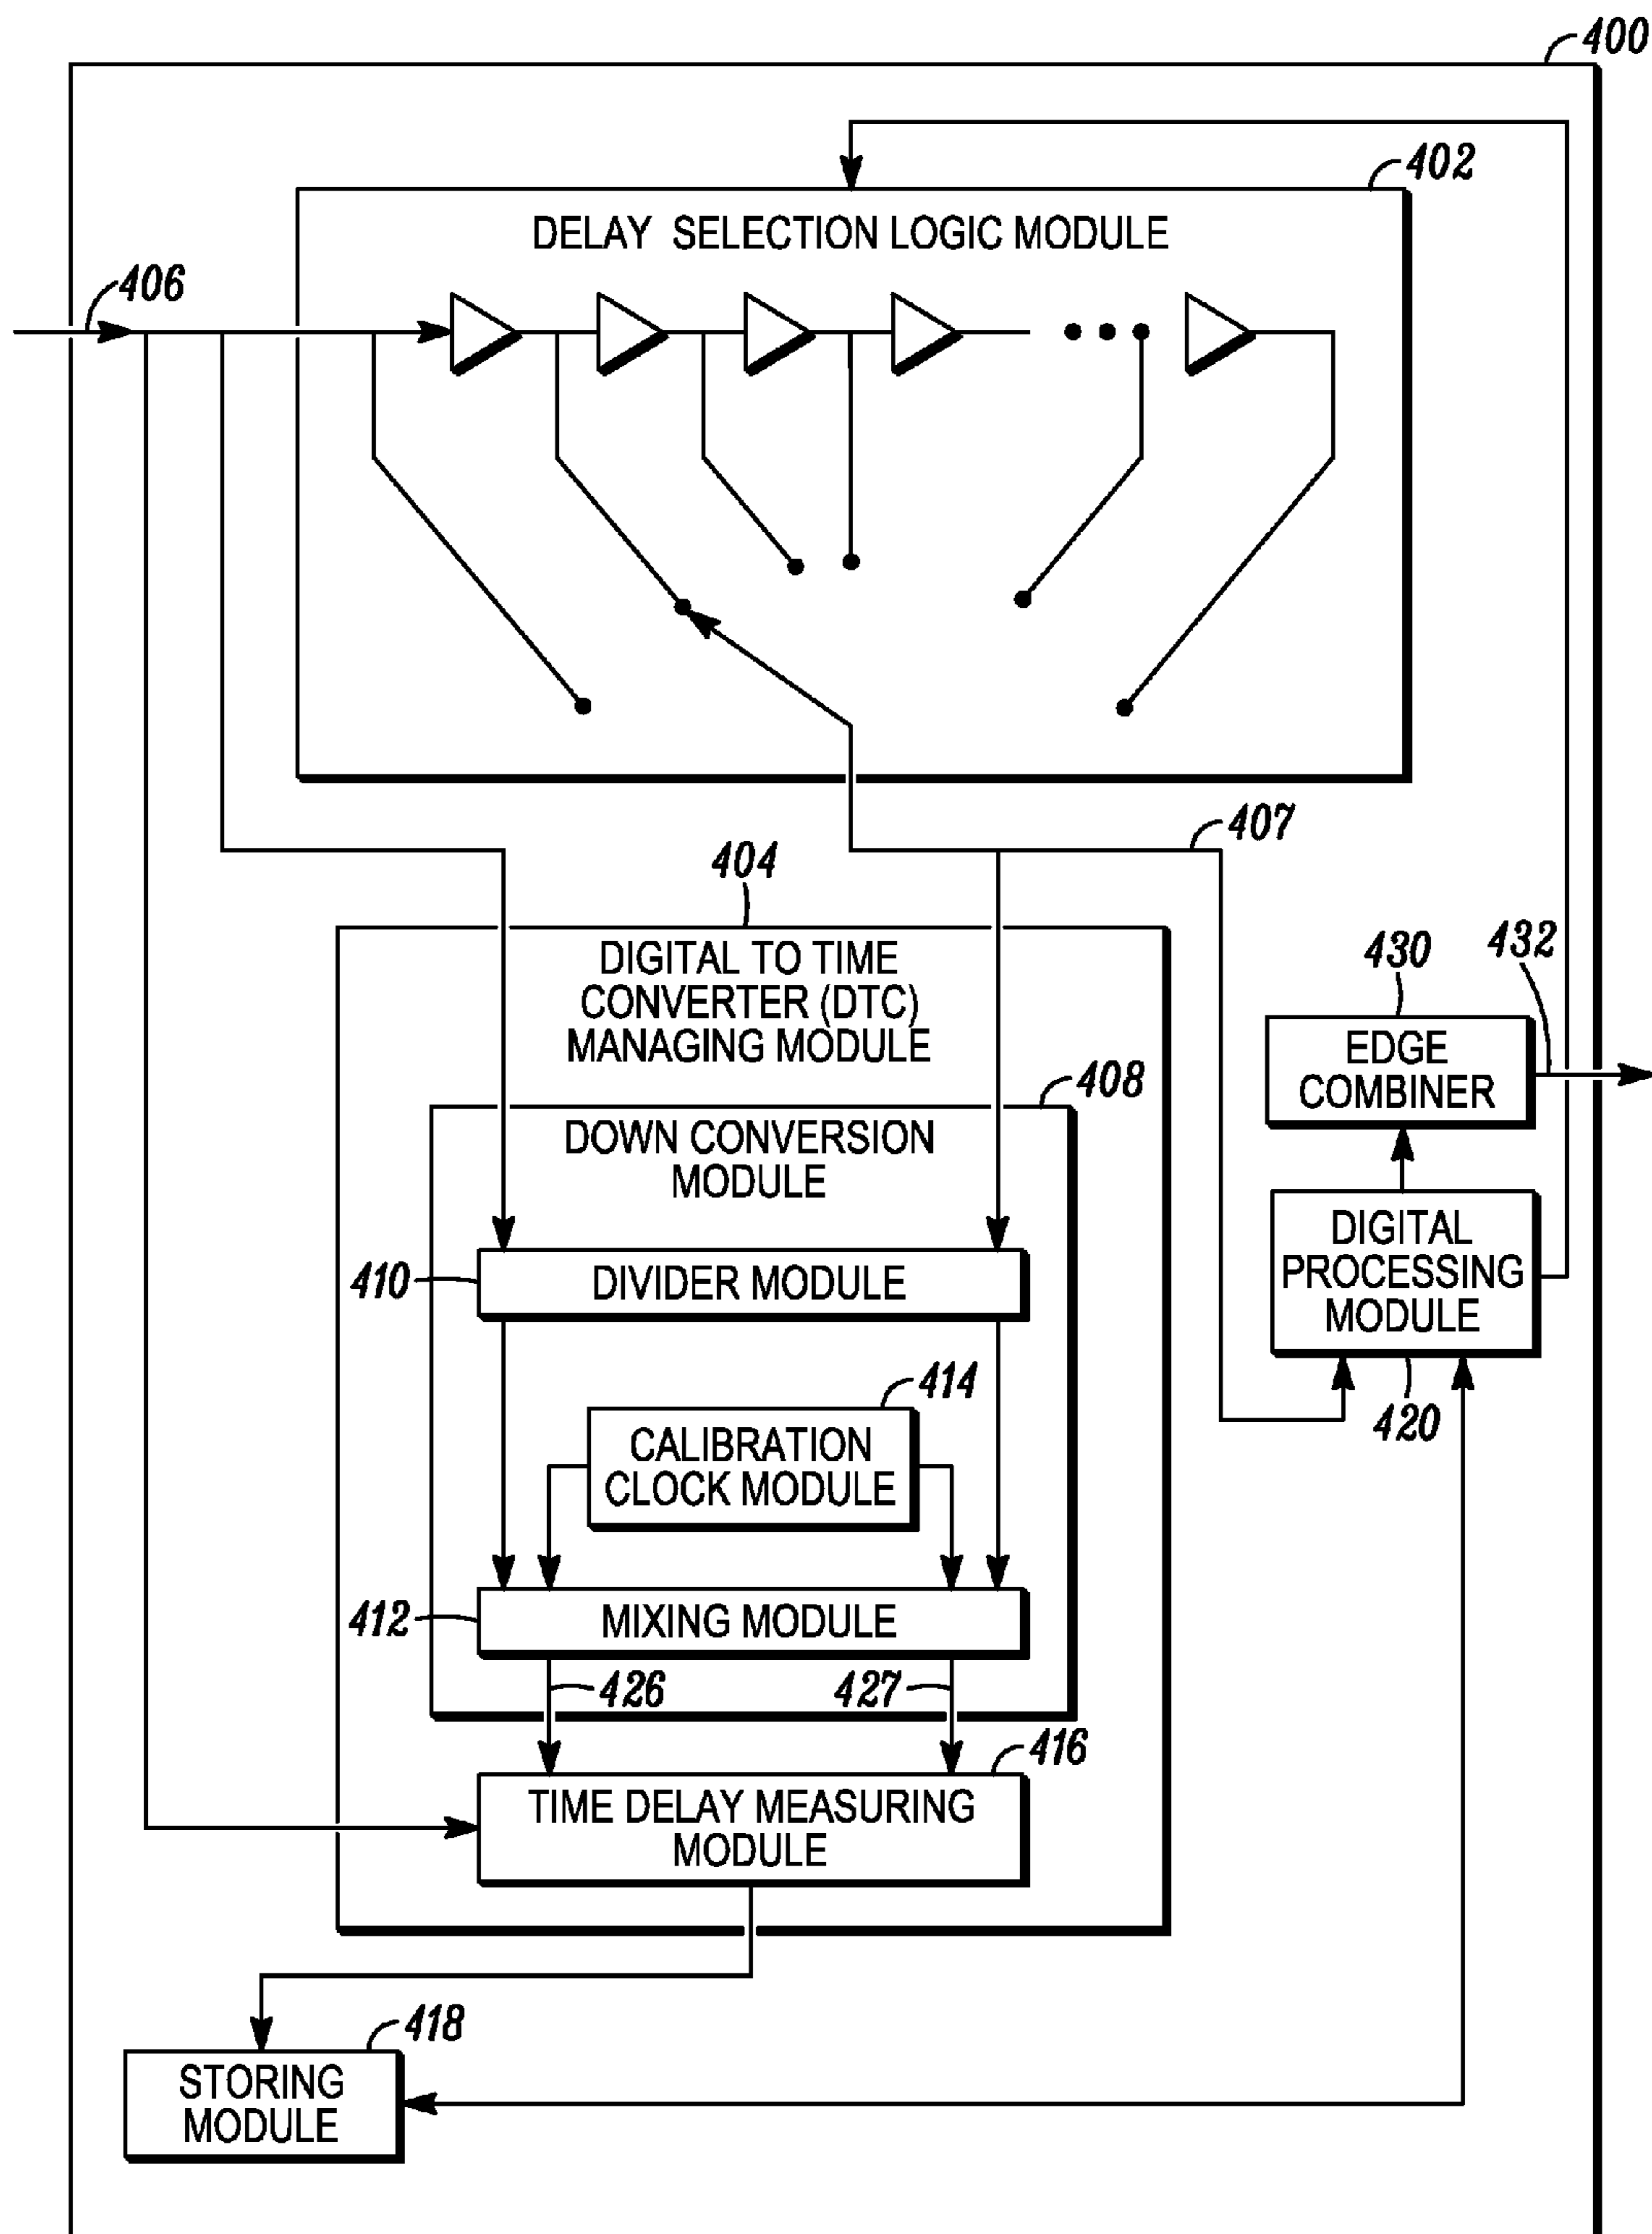 400
402
DELAY SELECTION LOGIC MODULE
406
407
404
DIGITAL TO TIME
CONVERTER (DTC)
MANAGING MODULE
430
432
EDGE
COMBINER
408
DOWN CONVERSION
MODULE
DIGITAL
PROCESSING
MODULE
410
DIVIDER MODULE
414
420
CALIBRATION
CLOCK MODULE
412
MIXING MODULE
426
427
416
TIME DELAY MEASURING
MODULE
418
STORING
MODULE